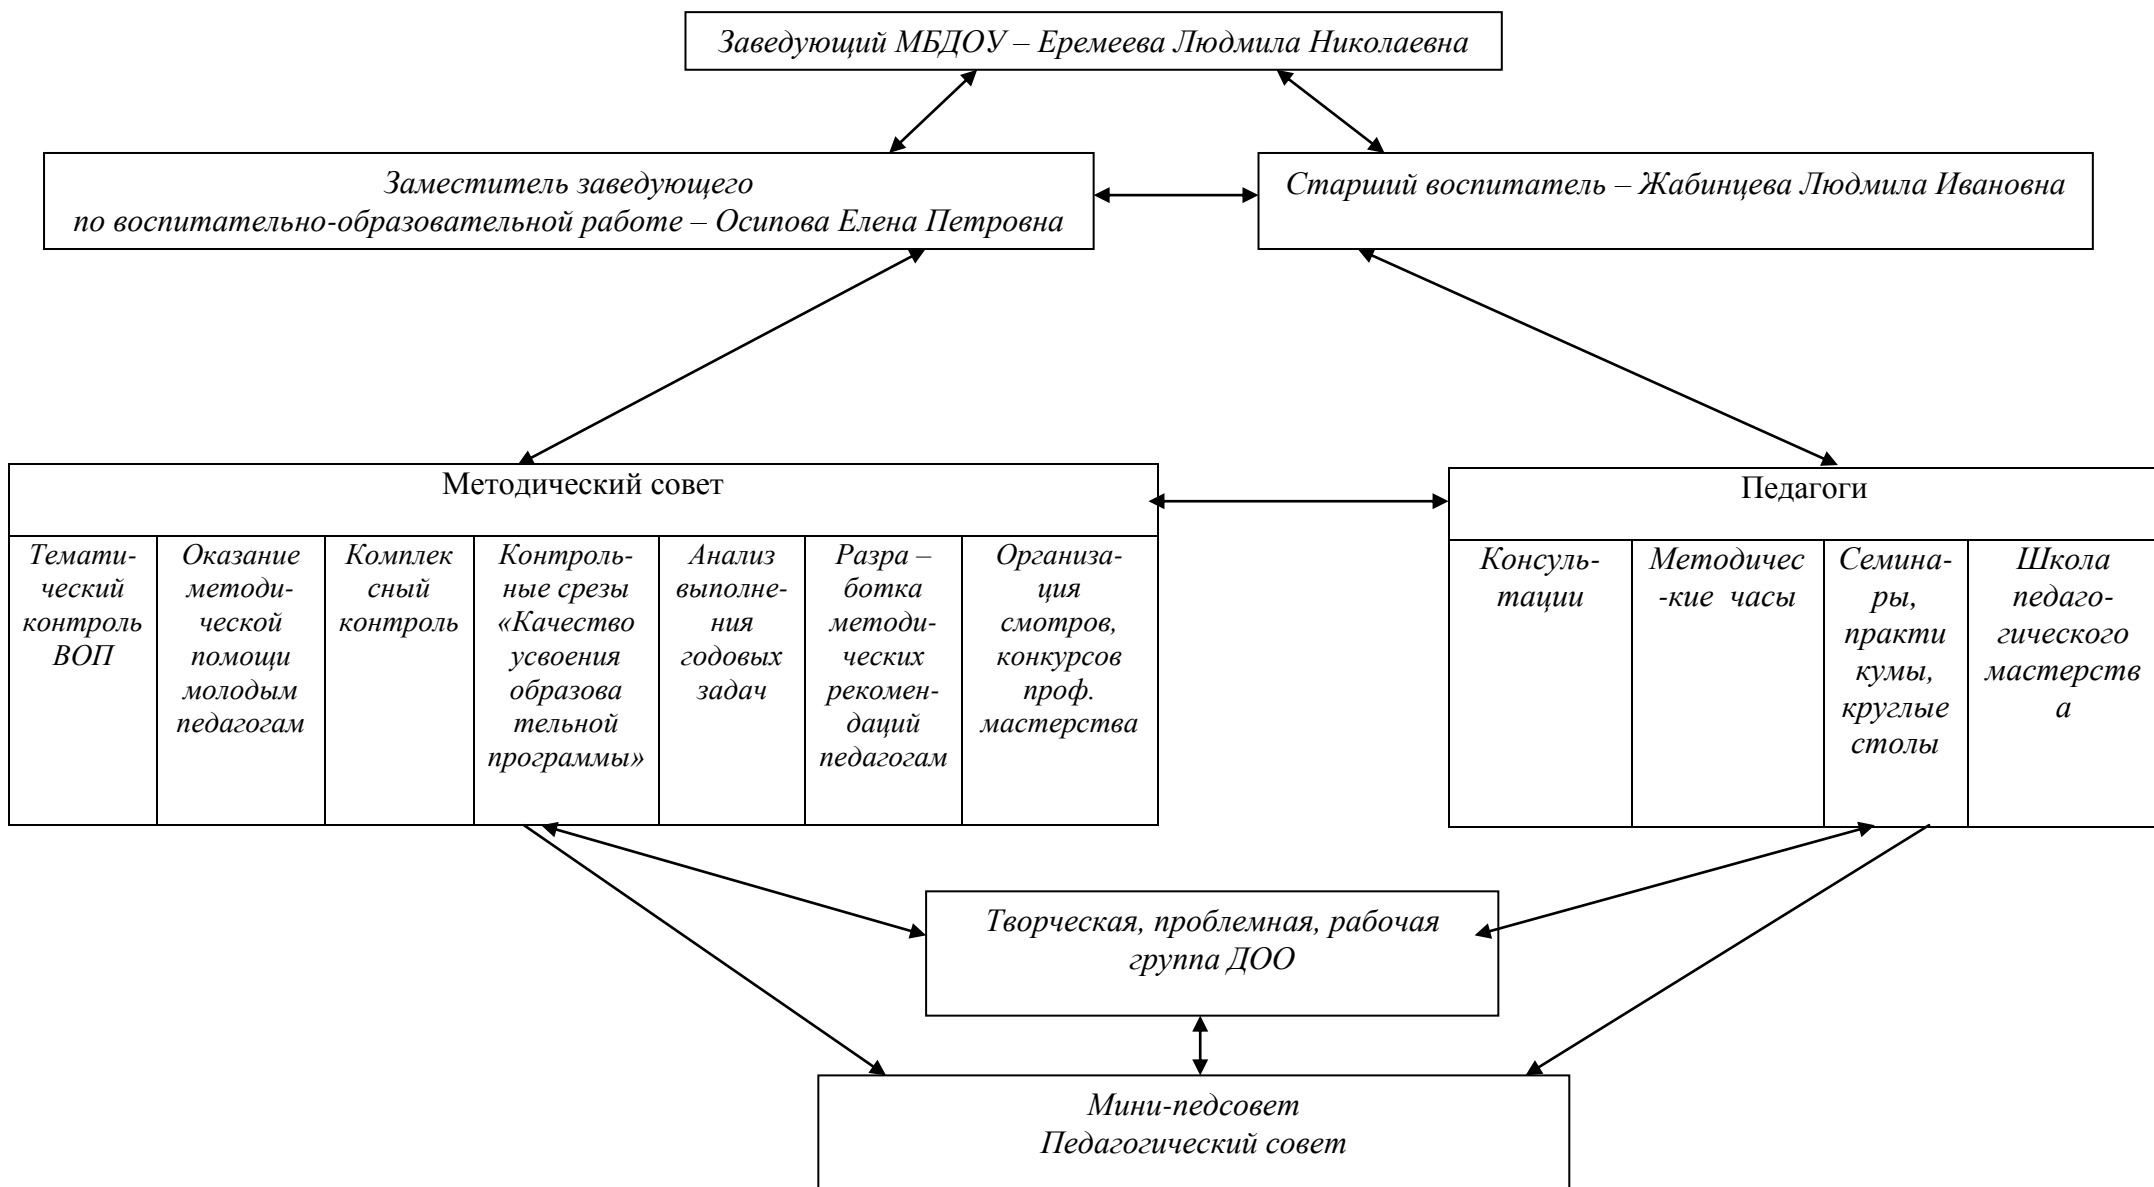 Заведующий МБДОУ – Еремеева Людмила Николаевна
Заместитель заведующего
по воспитательно-образовательной работе – Осипова Елена Петровна
Старший воспитатель – Жабинцева Людмила Ивановна
Методический совет
Темати-
ческий
контроль
ВОП
Оказание
методи-
ческой
помощи
молодым
педагогам
Комплек
сный
контроль
Контроль-
ные срезы
«Качество
усвоения
образова
тельной
программы»
Анализ
выполне-
ния
годовых
задач
Разра –
ботка
методи-
ческих
рекомен-
даций
педагогам
Организа-
ция
смотров,
конкурсов
проф.
мастерства
Педагоги
Консуль-
тации
Методичес
-кие часы
Семина-
ры,
практи
кумы,
круглые
столы
Школа
педаго-
гического
мастерств
а
Творческая, проблемная, рабочая
группа ДОО
Мини-педсовет
Педагогический совет